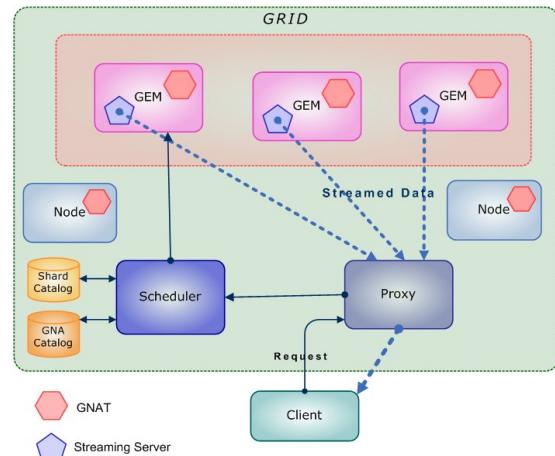 GRID
GEM
GEM
GEM
Streamed Data
Node
Node
Shard
Catalog
Scheduler
Proxy
GNA
Catalog
Request
Client
GNAT
Streaming Server